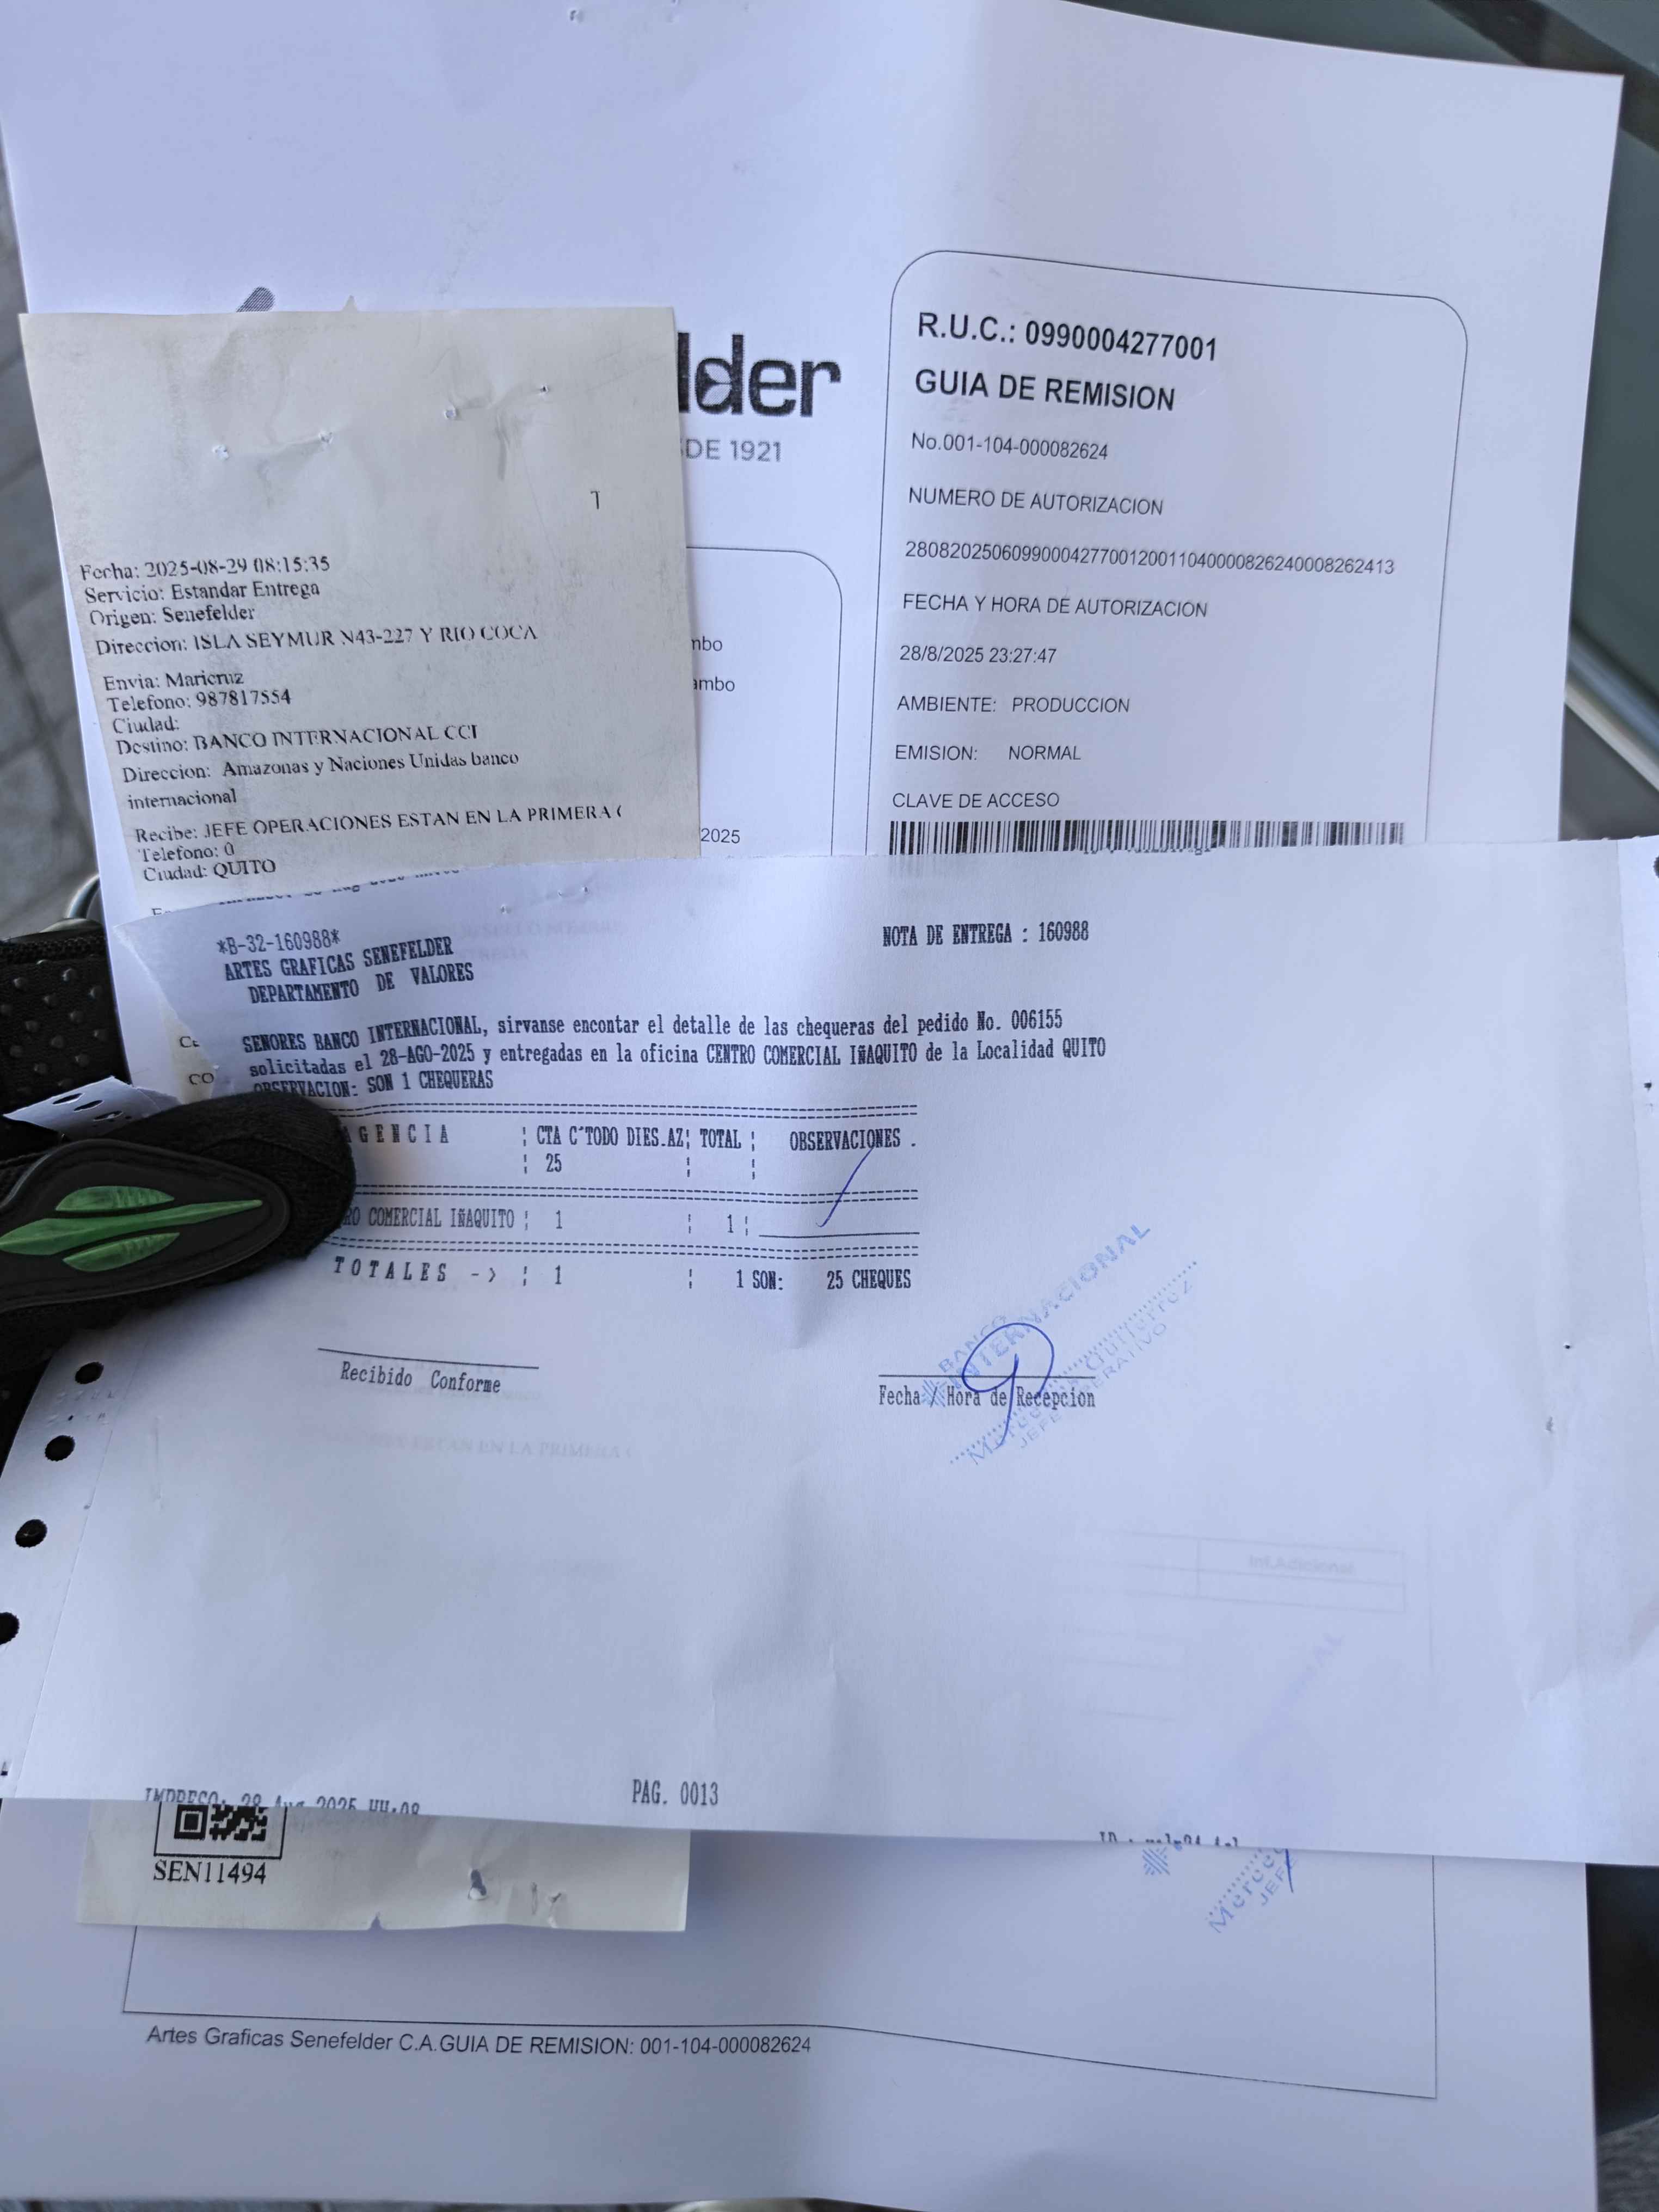 lder
DE 1921
R.U.C.: 0990004277001
GUIA DE REMISION
No.001-104-000082624
NUMERO DE AUTORIZACION
2808202506099000427700120011040000826240008262413
FECHA Y HORA DE AUTORIZACION
28/8/2025 23:27:47
AMBIENTE: PRODUCCION
EMISION: NORMAL
CLAVE DE ACCESO
mbo
ambo
2025
Fecha: 2025-08-29 08:15:35
Servicio: Estandar Entrega
Origen: Senefelder
Direccion: ISLA SEYMUR N43-227 Y RIO COCA
Envia: Maricruz
Telefono: 987817554
Ciudad:
Destino: BANCO INTERNACIONAL CCI
Direccion: Amazonas y Naciones Unidas banco
internacional
Recibe: JEFE OPERACIONES ESTAN EN LA PRIMERA (
Telefono: 0
Ciudad: QUITO
*B-32-160988*
NOTA DE ENTREGA : 160988
ARTES GRAFICAS SENEFELDER
DEPARTAMENTO DE VALORES
SENORES BANCO INTERNACIONAL, sirvanse encontar el detalle de las chequeras del pedido No. 006155
solicitadas el 28-AGO-2025 y entregadas en la oficina CENTRO COMERCIAL IÑAQUITO de la Localidad QUITO
OBSERVACION: SON 1 CHEQUERAS
AGENCIA ¦ CTA C´TODO DIES.AZ¦ TOTAL ¦ OBSERVACIONES .
¦ 25 ¦ ¦
RO COMERCIAL IÑAQUITO ¦ 1 ¦ 1¦
TOTALES -> ¦ 1 ¦ 1 SON: 25 CHEQUES
BANCO
INTERNACIONAL
JEFE OPERATIVO
Recibido Conforme
Fecha / Hora de Recepcion
PAG. 0013
SEN11494
JEFE
Artes Graficas Senefelder C.A.GUIA DE REMISION: 001-104-000082624